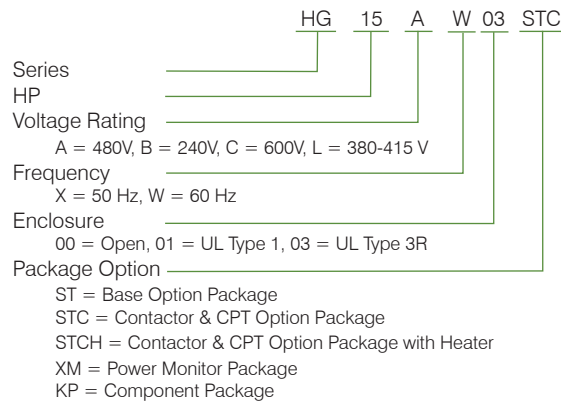 HG 15 A W 03 STC
Series
HP
Voltage Rating
A = 480V, B = 240V, C = 600V, L = 380-415 V
Frequency
X = 50 Hz, W = 60 Hz
Enclosure
00 = Open, 01 = UL Type 1, 03 = UL Type 3R
Package Option
ST = Base Option Package
STC = Contactor & CPT Option Package
STCH = Contactor & CPT Option Package with Heater
XM = Power Monitor Package
KP = Component Package